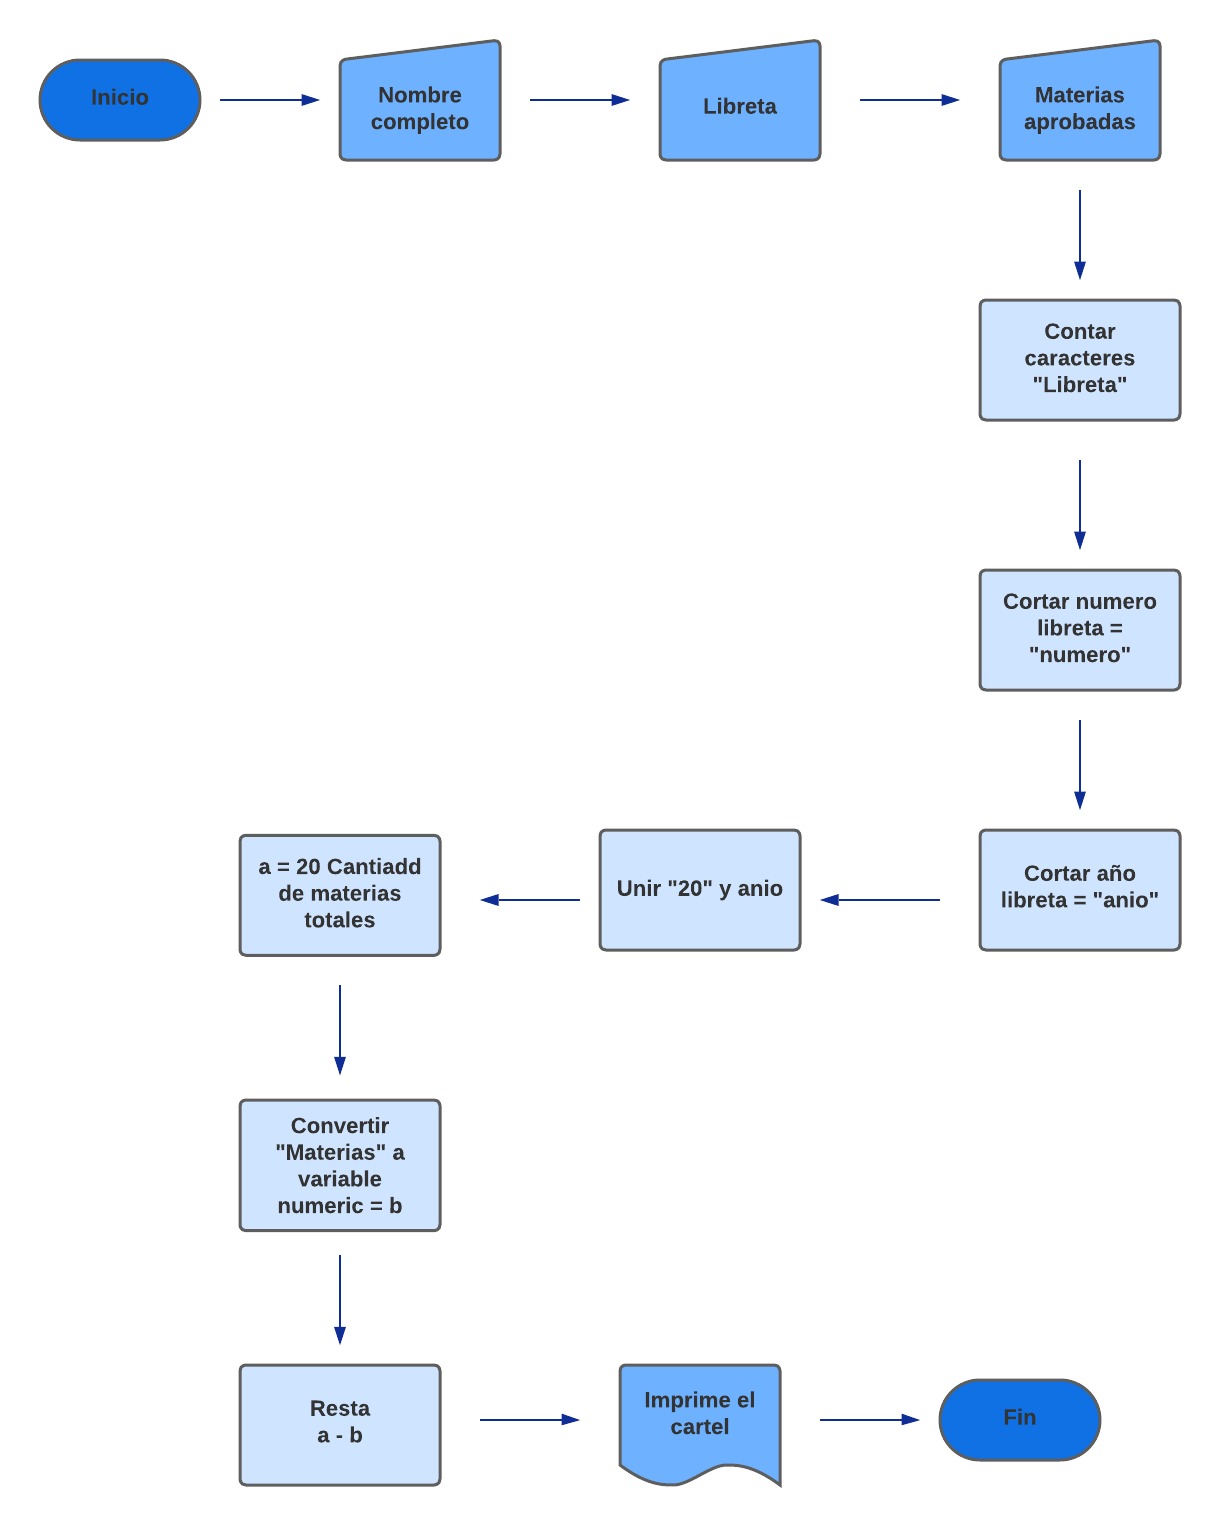 Inicio
Nombre
completo
Libreta
Materias
aprobadas
Contar
caracteres
"Libreta"
Cortar numero
libreta =
"numero"
Cortar año
libreta = "anio"
Unir "20" y anio
a = 20 Cantiadd
de materias
totales
Convertir
"Materias" a
variable
numeric = b
Resta
a - b
Imprime el
cartel
Fin